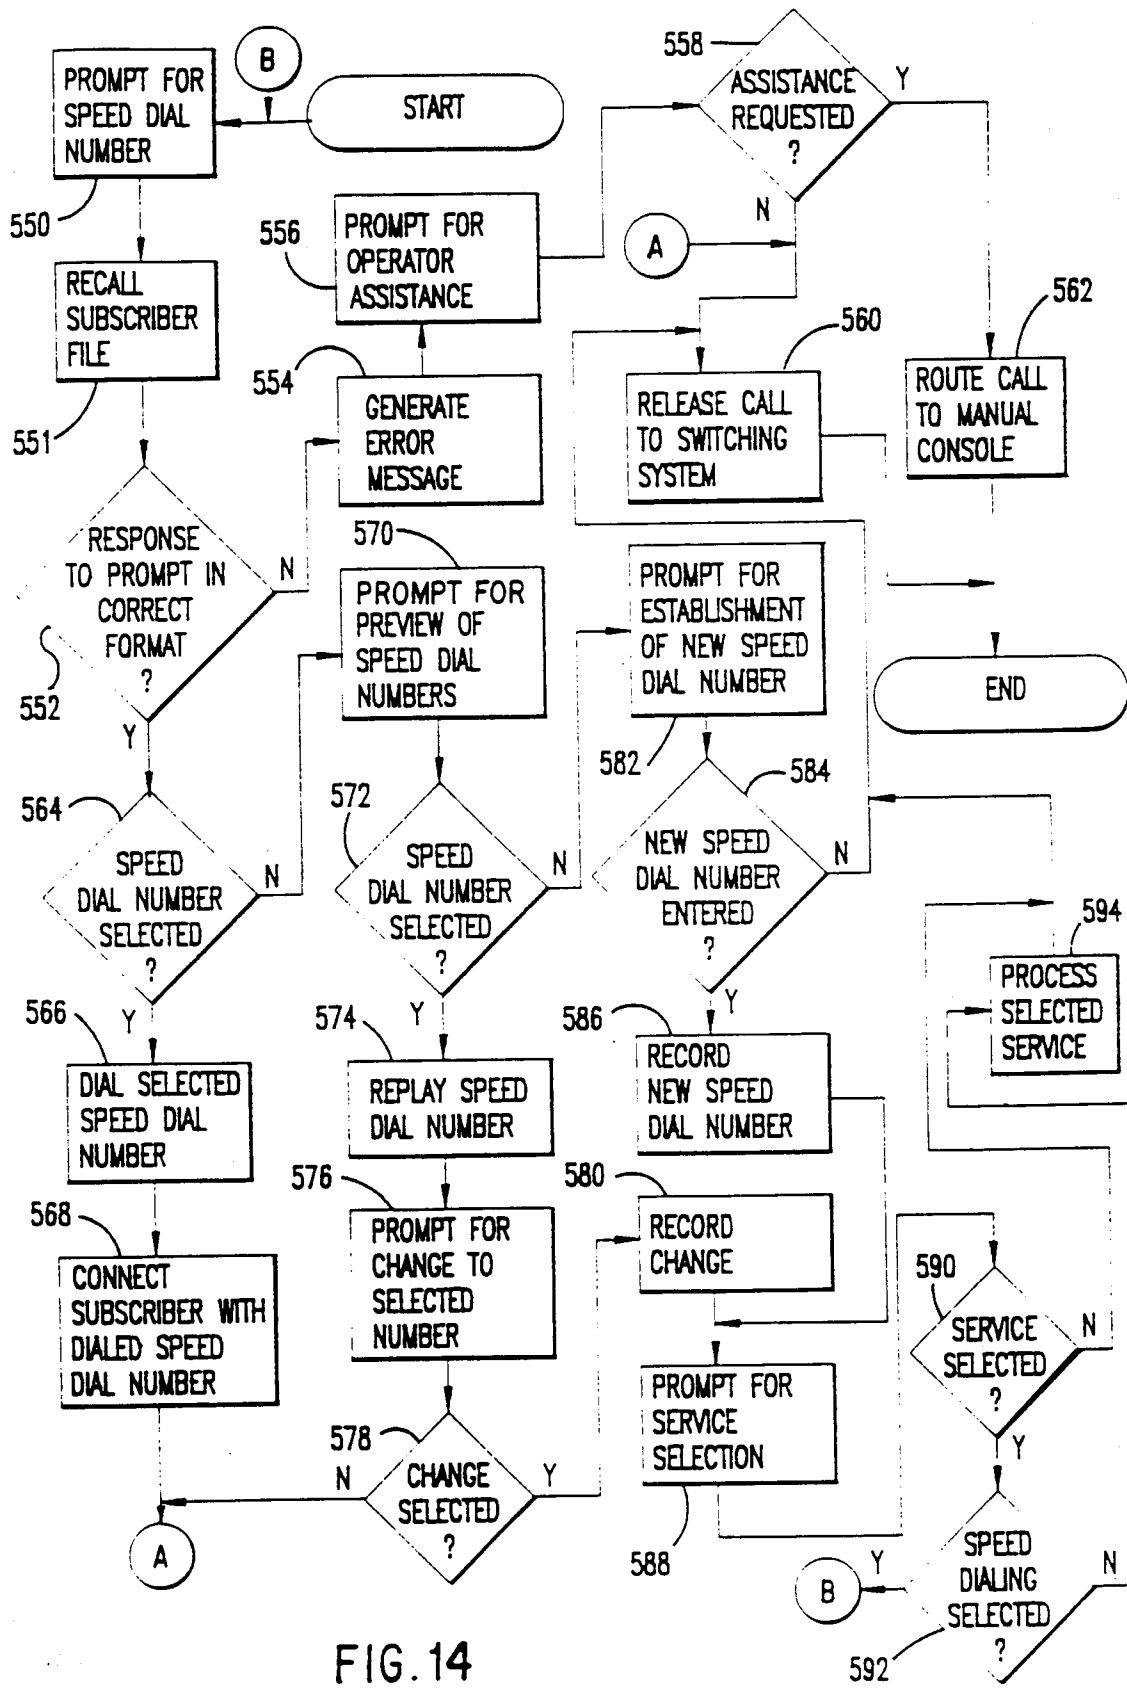 PROMPT FOR
SPEED DIAL
NUMBER
550
B
START
RECALL
SUBSCRIBER
FILE
551
RESPONSE
TO PROMPT IN
CORRECT
FORMAT
?
552
N
Y
554
GENERATE
ERROR
MESSAGE
556
PROMPT FOR
OPERATOR
ASSISTANCE
558
ASSISTANCE
REQUESTED
?
Y
N
A
560
RELEASE CALL
TO SWITCHING
SYSTEM
562
ROUTE CALL
TO MANUAL
CONSOLE
END
564
SPEED
DIAL NUMBER
SELECTED
?
N
Y
566
DIAL SELECTED
SPEED DIAL
NUMBER
568
CONNECT
SUBSCRIBER WITH
DIALED SPEED
DIAL NUMBER
A
570
PROMPT FOR
PREVIEW OF
SPEED DIAL
NUMBERS
572
SPEED
DIAL NUMBER
SELECTED
?
N
Y
574
REPLAY SPEED
DIAL NUMBER
576
PROMPT FOR
CHANGE TO
SELECTED
NUMBER
578
CHANGE
SELECTED
?
N
Y
PROMPT FOR
ESTABLISHMENT
OF NEW SPEED
DIAL NUMBER
582
584
NEW SPEED
DIAL NUMBER
ENTERED
?
N
Y
586
RECORD
NEW SPEED
DIAL NUMBER
580
RECORD
CHANGE
PROMPT FOR
SERVICE
SELECTION
588
590
SERVICE
SELECTED
?
N
Y
SPEED
DIALING
SELECTED
?
592
Y
N
B
594
PROCESS
SELECTED
SERVICE
FIG. 14